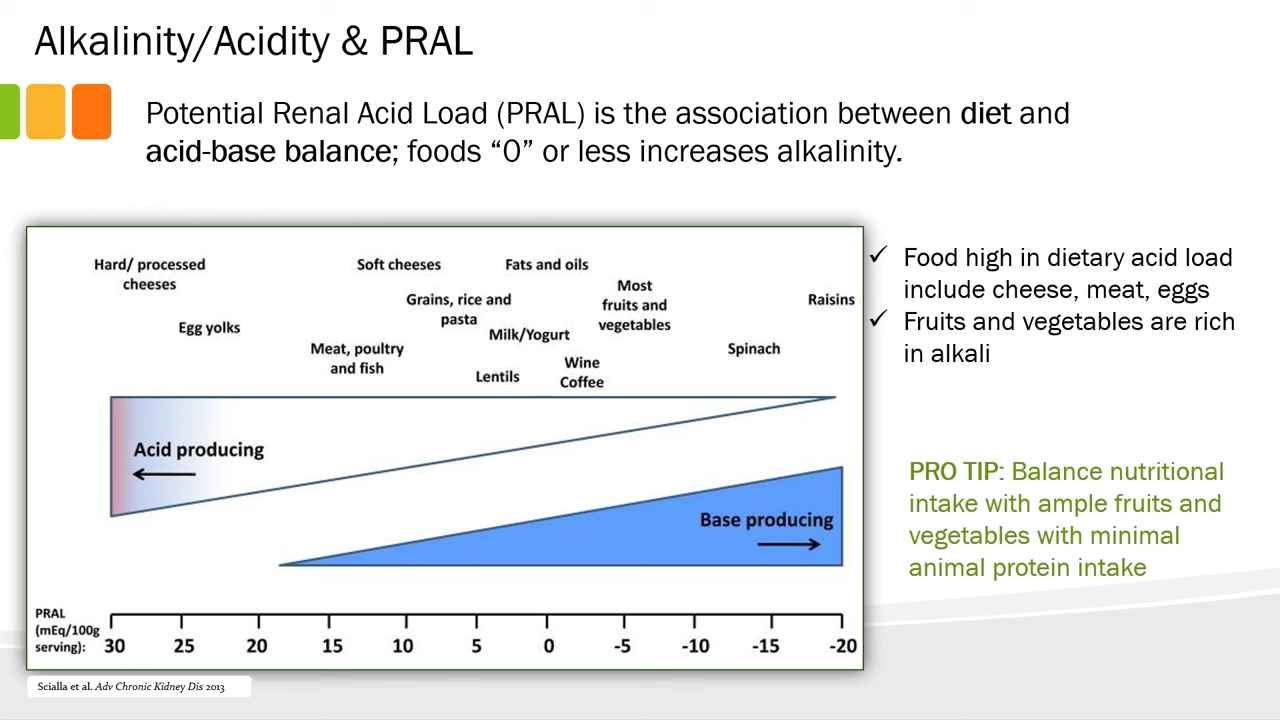 Alkalinity/Acidity & PRAL
Potential Renal Acid Load (PRAL) is the association between diet and
acid-base balance; foods “0” or less increases alkalinity.
Hard/ processed
cheeses
Soft cheeses
Fats and oils
Most
fruits and
vegetables
Grains, rice and
pasta
Raisins
Egg yolks
Milk/Yogurt
Meat, poultry
and fish
Spinach
Wine
Coffee
Lentils
Acid producing
Base producing
PRAL
(mEq/100g
serving):
30 25 20 15 10 5 0 -5 -10 -15 -20
Scialla et al. Adv Chronic Kidney Dis 2013
✓ Food high in dietary acid load
include cheese, meat, eggs
✓ Fruits and vegetables are rich
in alkali
PRO TIP: Balance nutritional
intake with ample fruits and
vegetables with minimal
animal protein intake